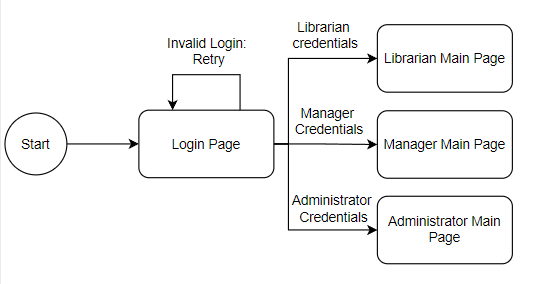 Librarian
credentials
Invalid Login:
Retry
Librarian Main Page
Manager
Credentials
Start
Login Page
Manager Main Page
Administrator
Credentials
Administrator Main
Page